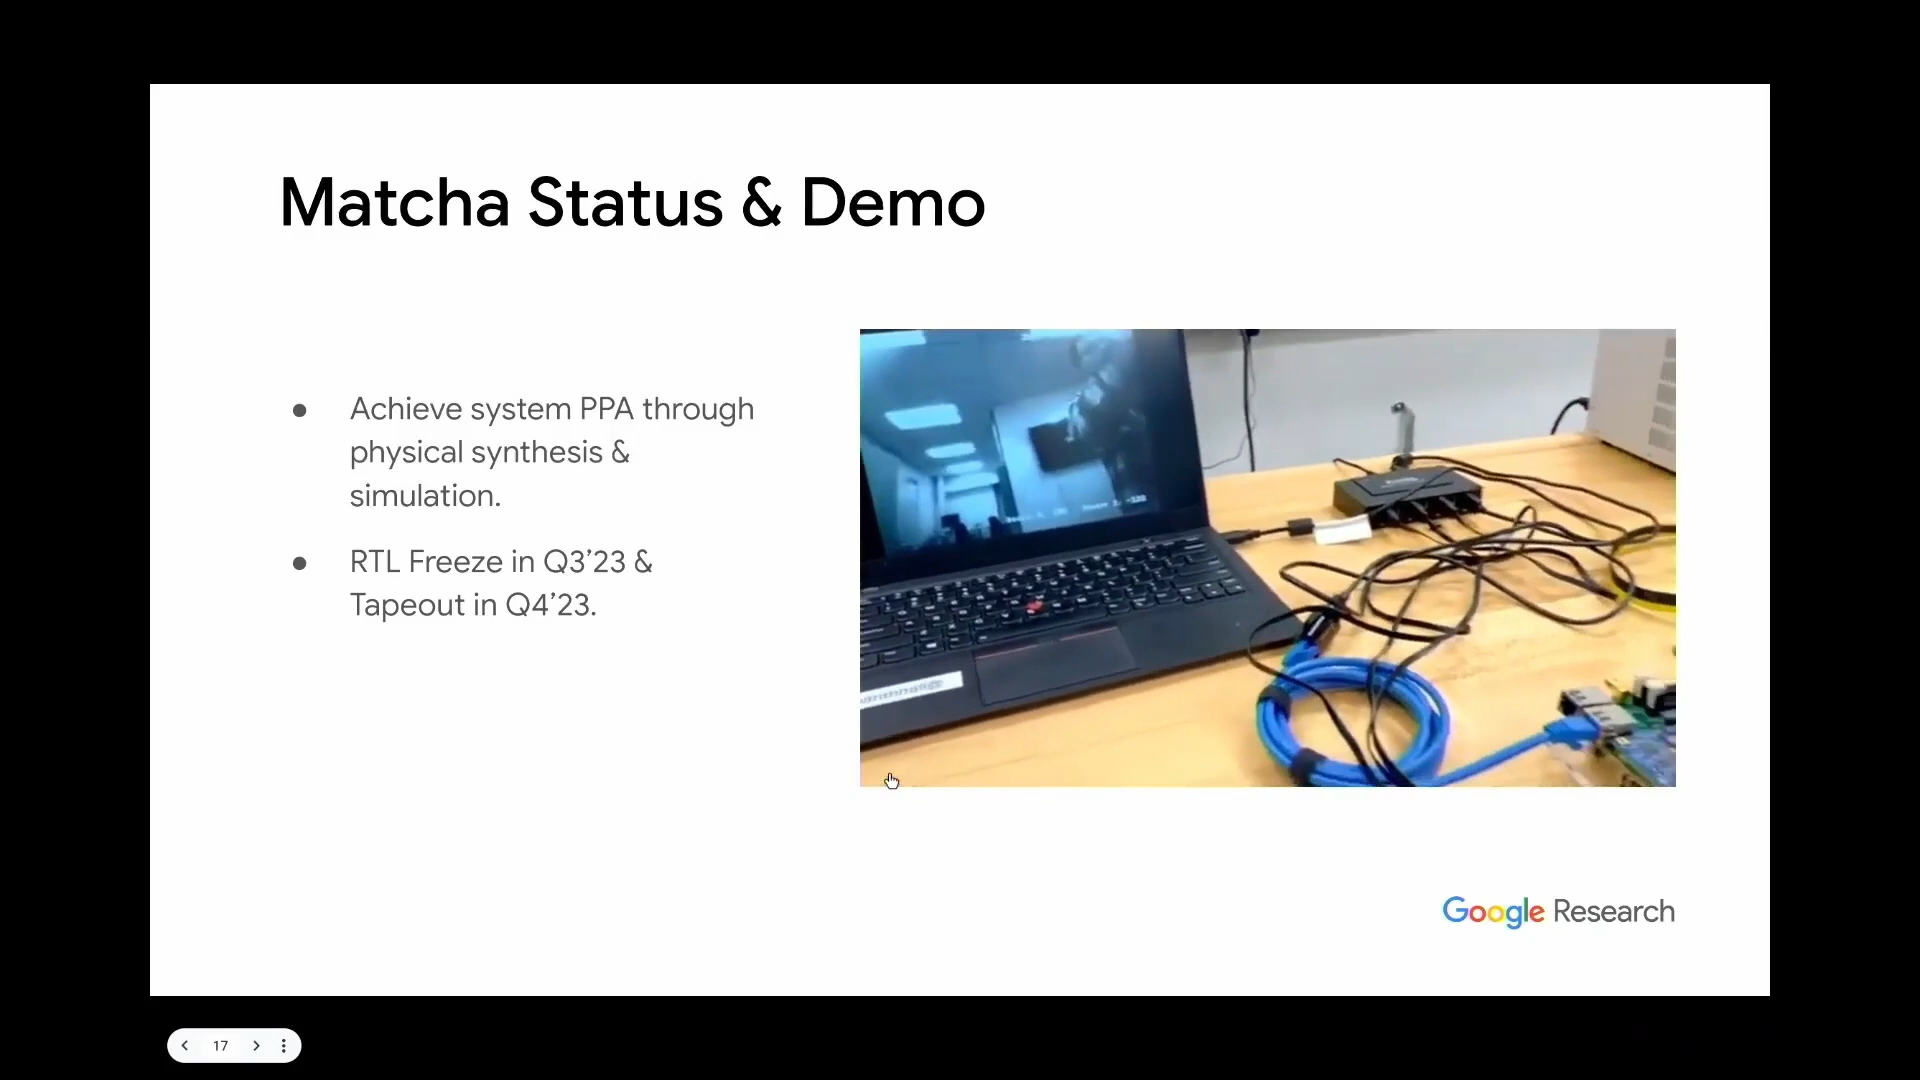 Matcha Status & Demo
● Achieve system PPA through
physical synthesis &
simulation.
● RTL Freeze in Q3’23 &
Tapeout in Q4’23.
Google Research
17